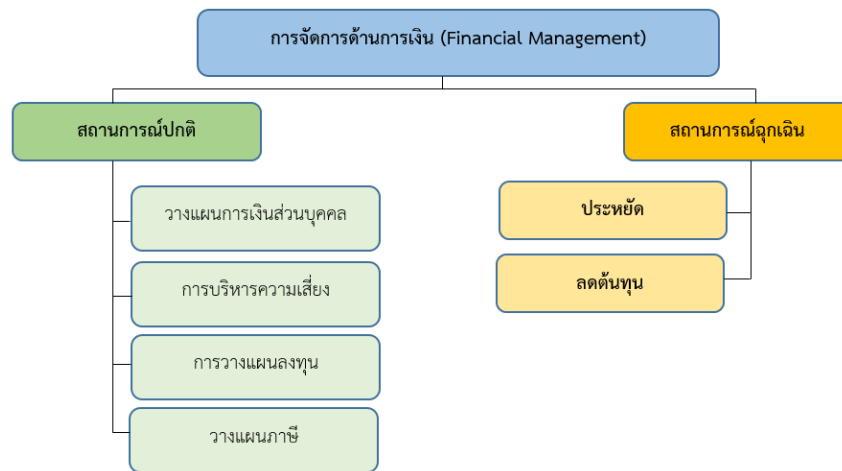 การจัดการด้านการเงิน (Financial Management)
สถานการณ์ปกติ
สถานการณ์ฉุกเฉิน
วางแผนการเงินส่วนบุคคล
การบริหารความเสี่ยง
การวางแผนลงทุน
วางแผนภาษี
ประหยัด
ลดต้นทุน